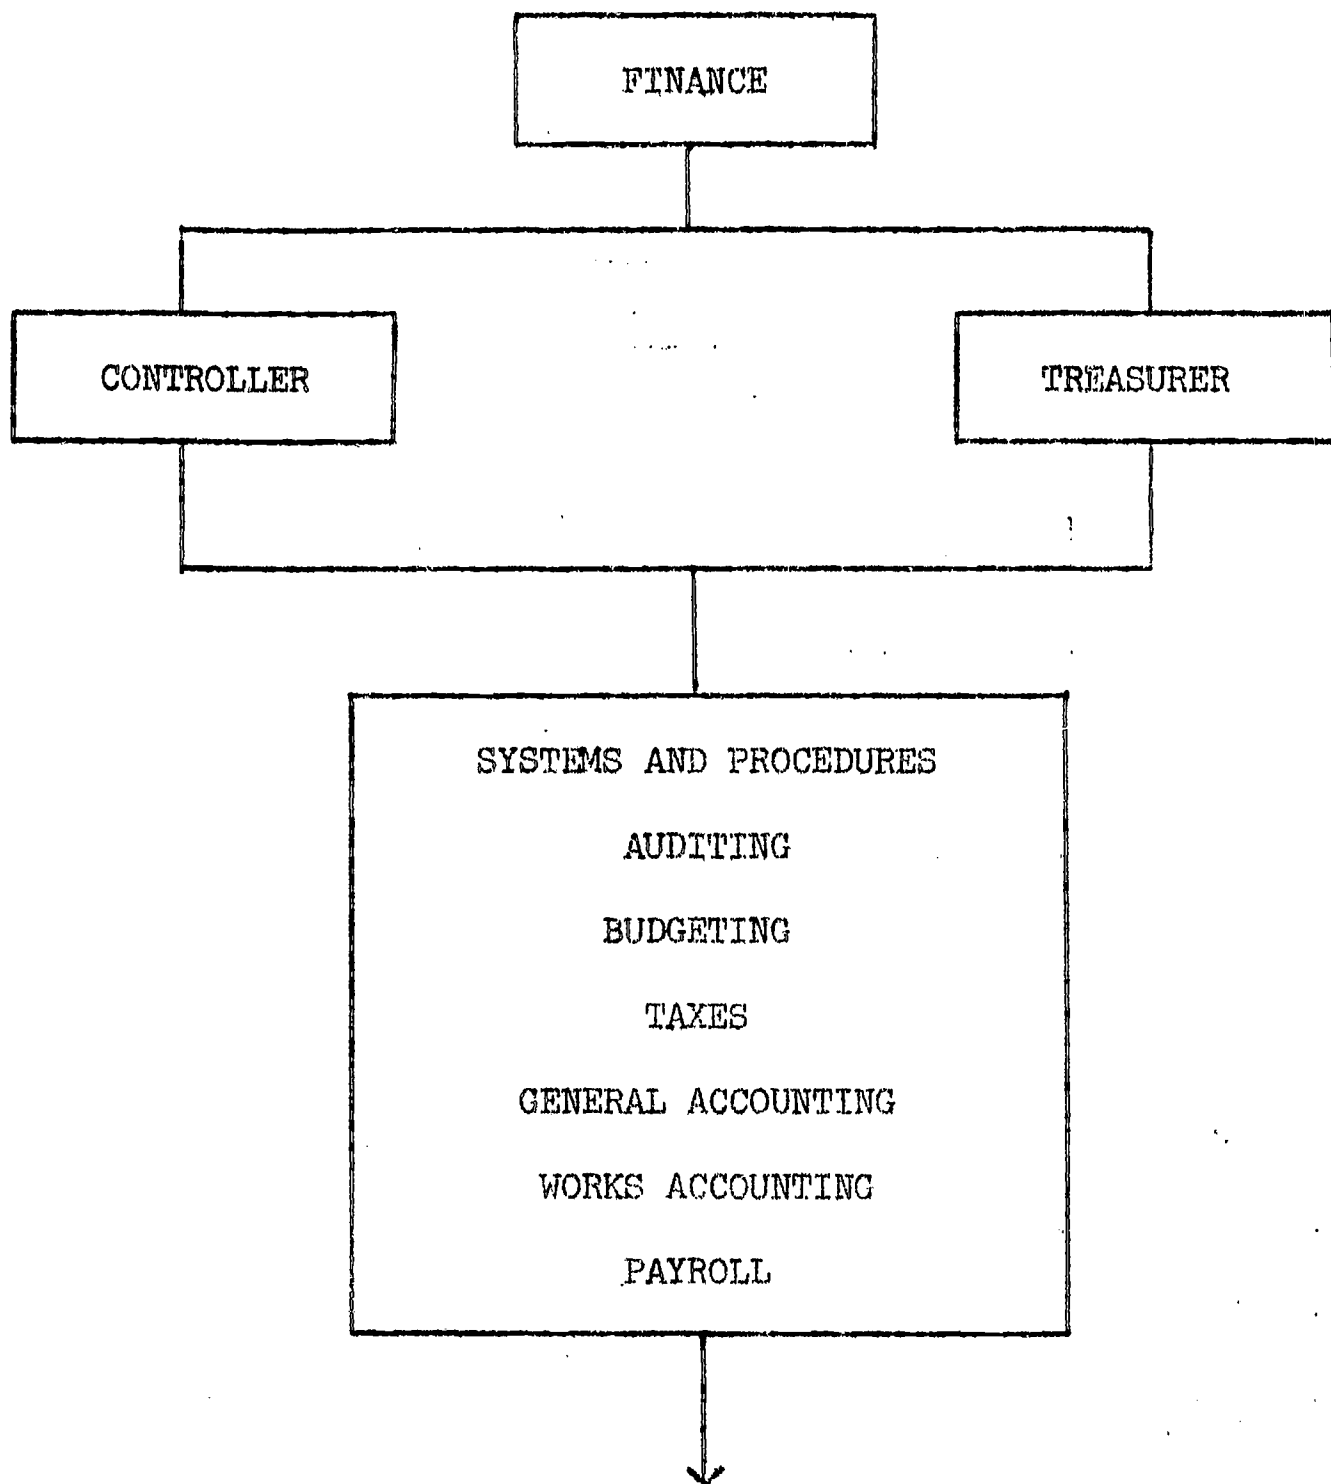 FINANCE
CONTROLLER
TREASURER
SYSTEMS AND PROCEDURES
AUDITING
BUDGETING
TAXES
GENERAL ACCOUNTING
WORKS ACCOUNTING
PAYROLL